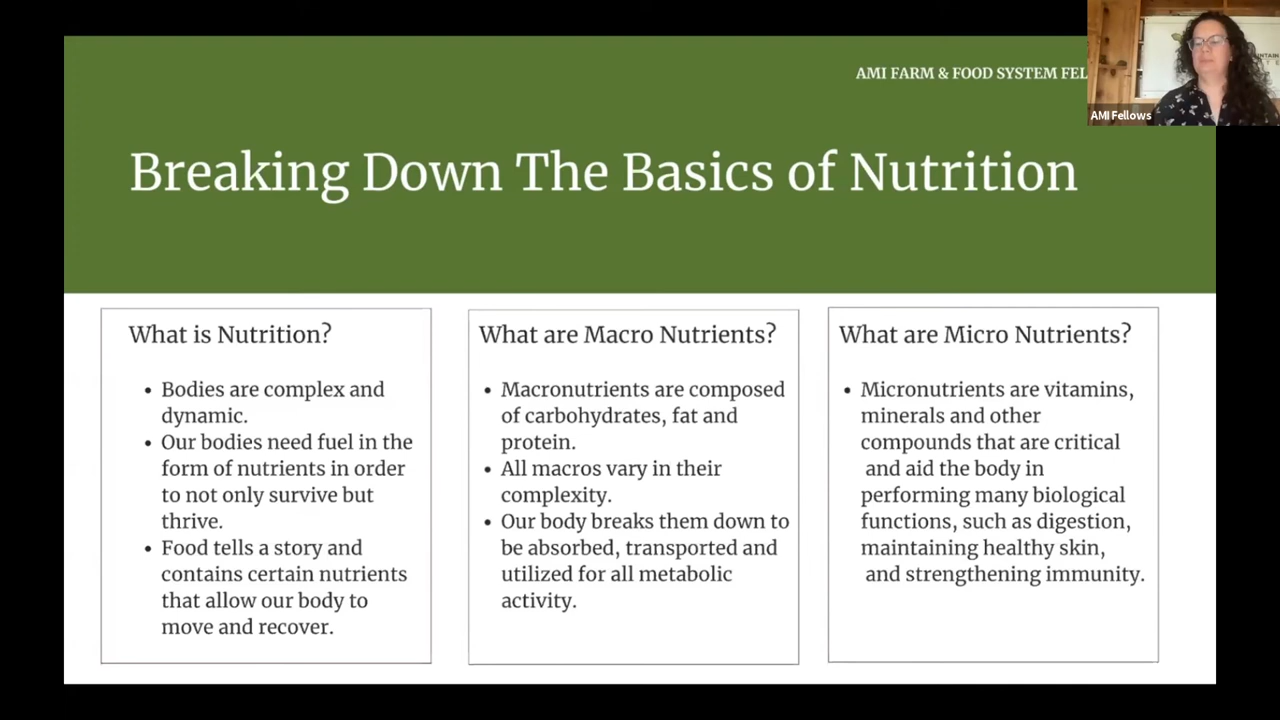 AMI FARM & FOOD SYSTEM FEL
AMI Fellows
Breaking Down The Basics of Nutrition
What is Nutrition?
• Bodies are complex and
dynamic.
• Our bodies need fuel in the
form of nutrients in order
to not only survive but
thrive.
• Food tells a story and
contains certain nutrients
that allow our body to
move and recover.
What are Macro Nutrients?
• Macronutrients are composed
of carbohydrates, fat and
protein.
• All macros vary in their
complexity.
• Our body breaks them down to
be absorbed, transported and
utilized for all metabolic
activity.
What are Micro Nutrients?
• Micronutrients are vitamins,
minerals and other
compounds that are critical
and aid the body in
performing many biological
functions, such as digestion,
maintaining healthy skin,
and strengthening immunity.